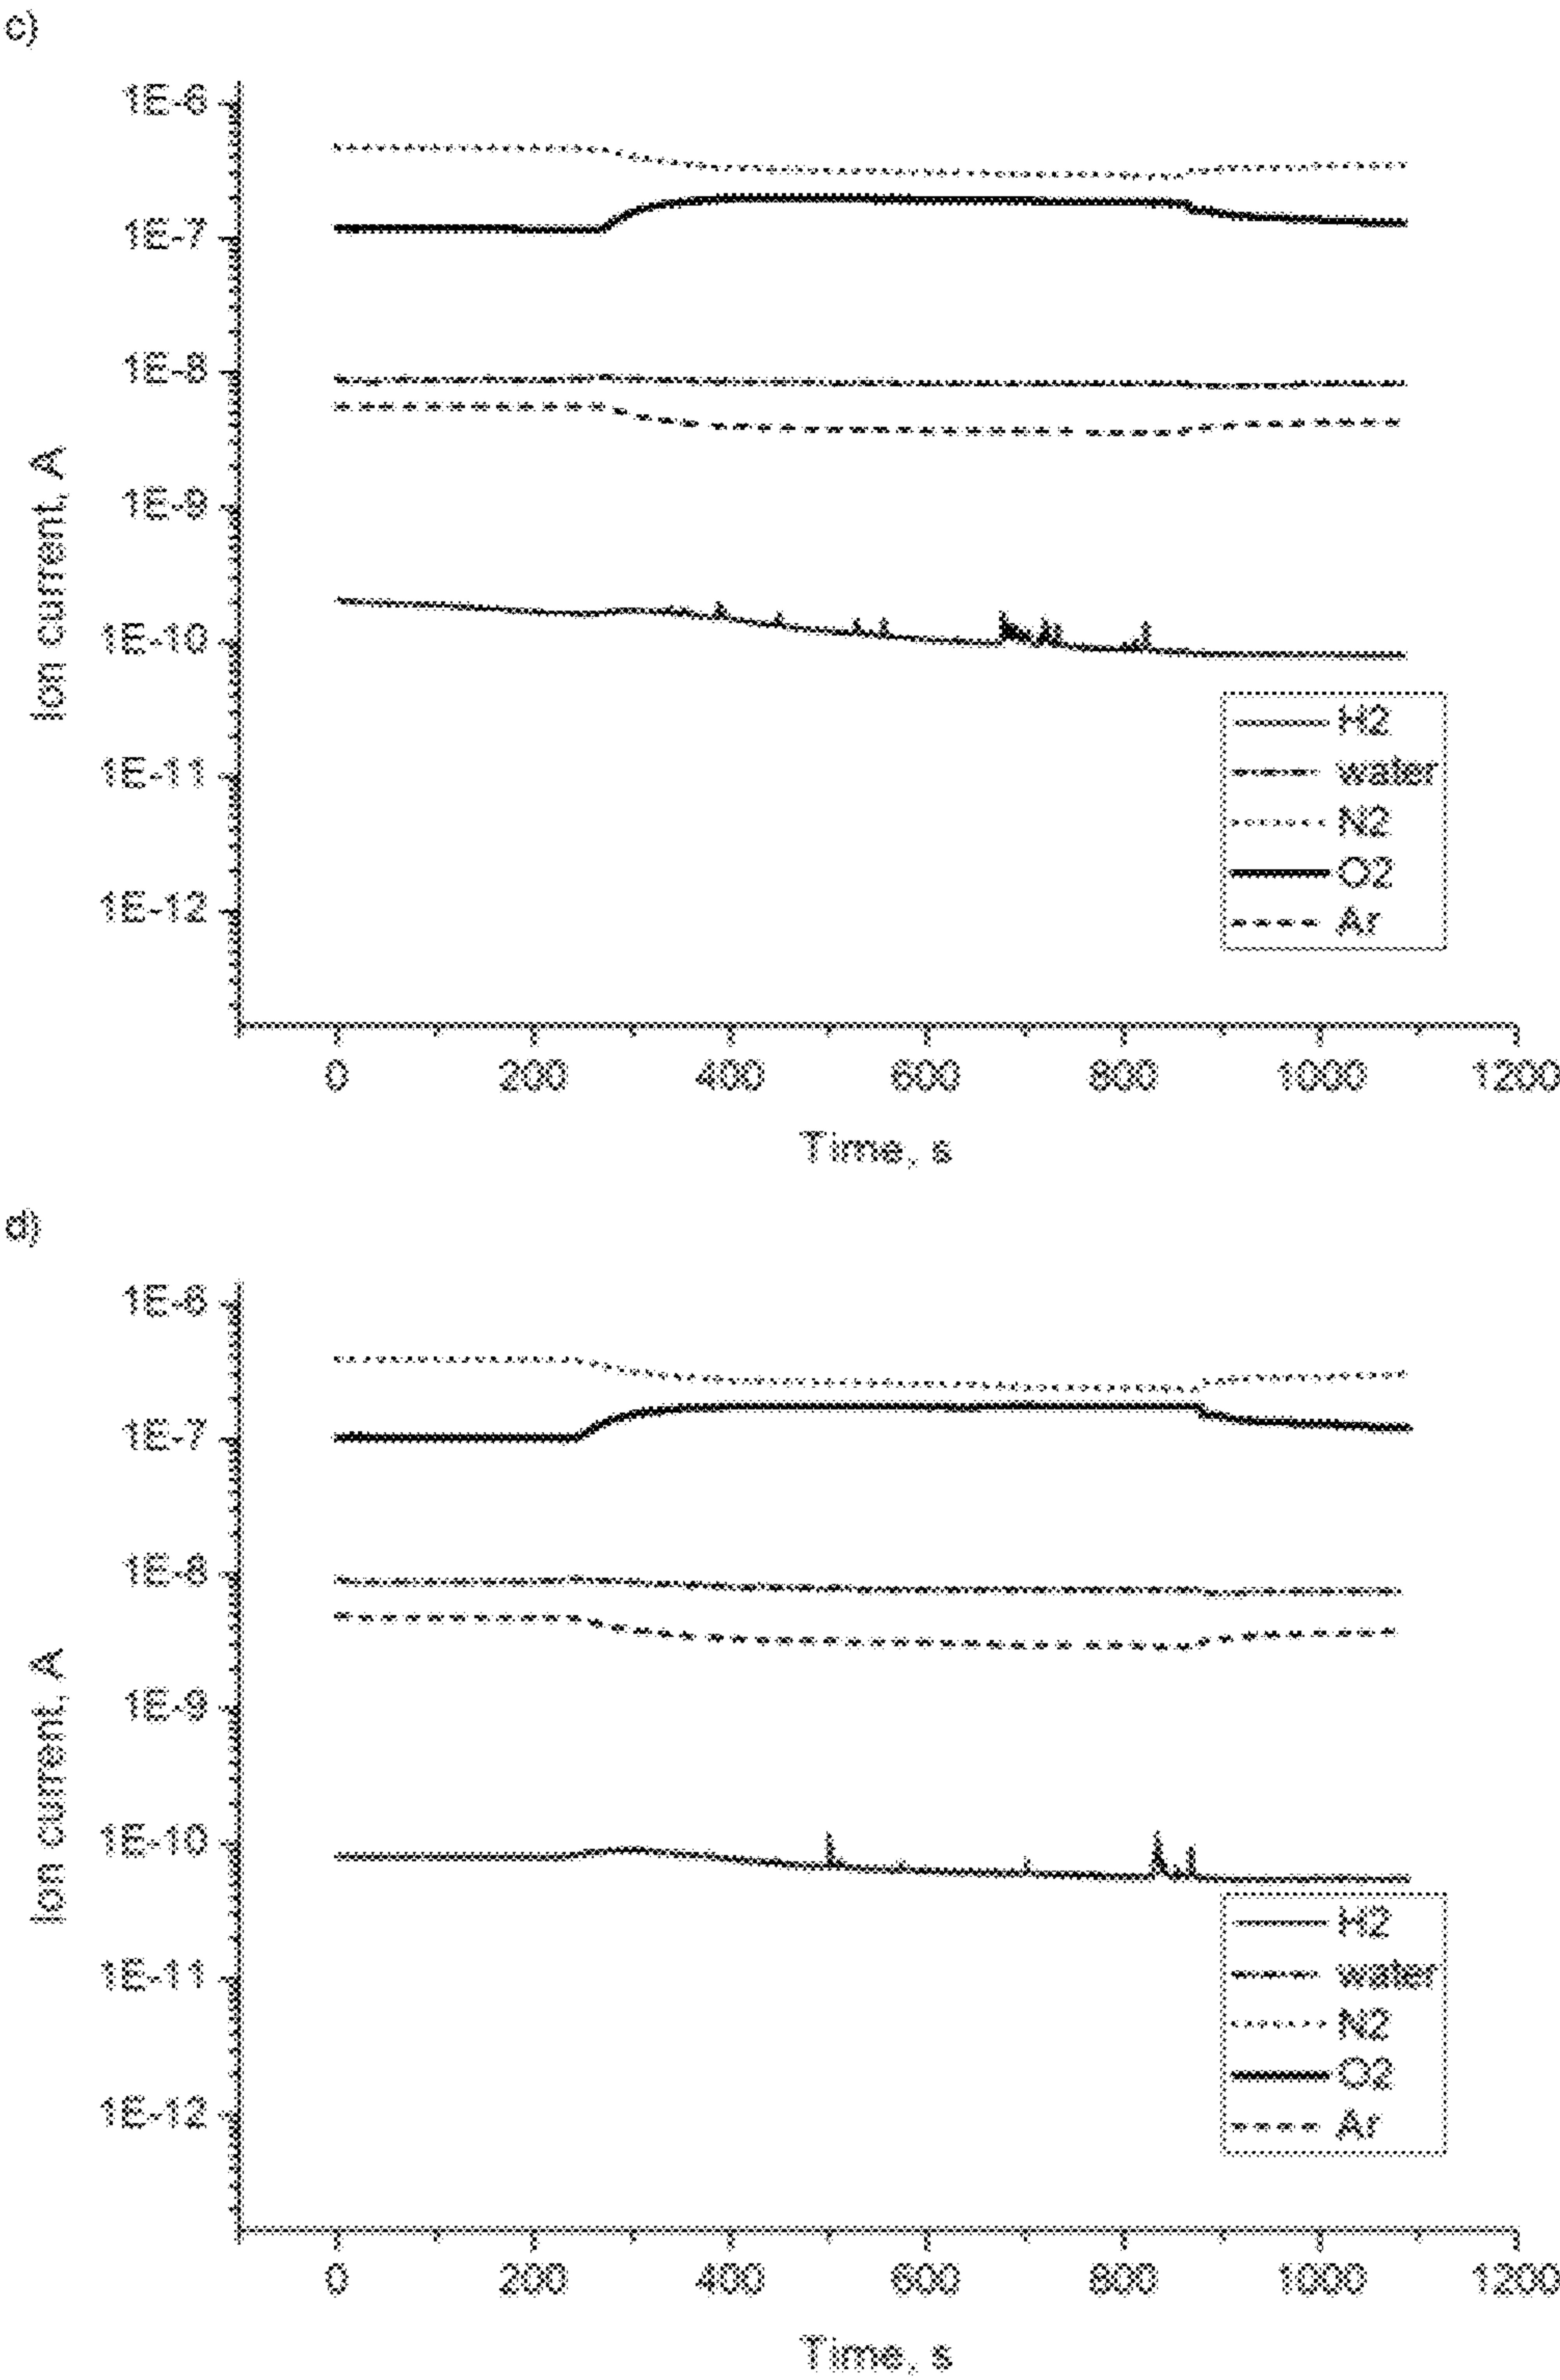 c)
1E-6
1E-7
1E-8
1E-9
1E-10
1E-11
1E-12
Ion current, A
H2
water
N2
O2
Ar
0 200 400 600 800 1000 1200
Time, s
d)
1E-6
1E-7
1E-8
1E-9
1E-10
1E-11
1E-12
Ion current, A
H2
water
N2
O2
Ar
0 200 400 600 800 1000 1200
Time, s